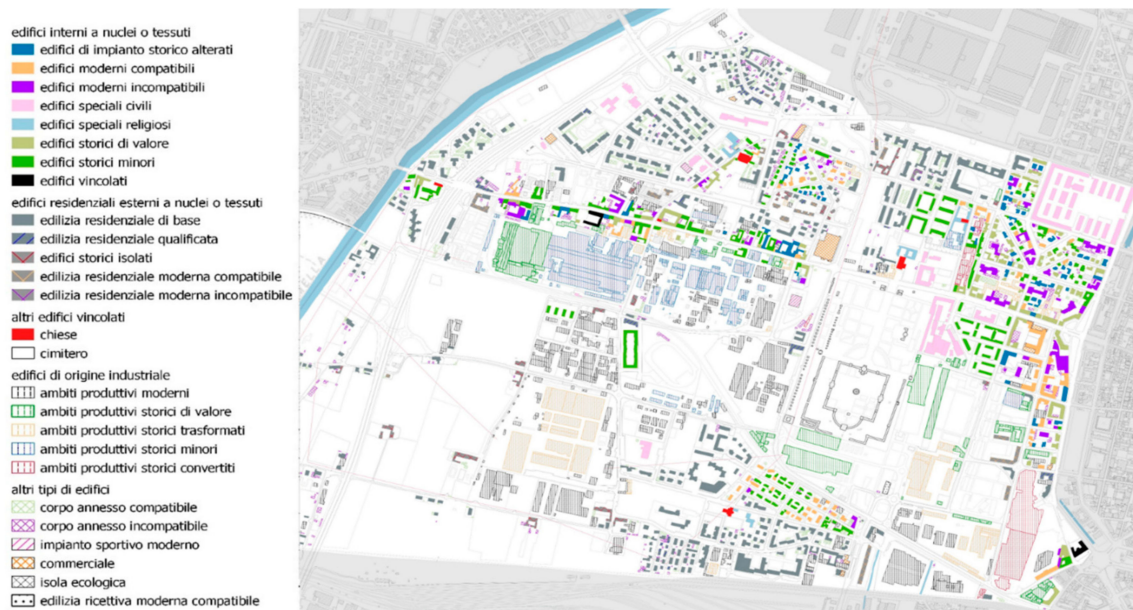 edifici interni a nuclei o tessuti
edifici di impianto storico alterati
edifici moderni compatibili
edifici moderni incompatibili
edifici speciali civili
edifici speciali religiosi
edifici storici di valore
edifici storici minori
edifici vincolati
edifici residenziali esterni a nuclei o tessuti
edilizia residenziale di base
edilizia residenziale qualificata
edifici storici isolati
edilizia residenziale moderna compatibile
edilizia residenziale moderna incompatibile
altri edifici vincolati
chiese
cimitero
edifici di origine industriale
ambiti produttivi moderni
ambiti produttivi storici di valore
ambiti produttivi storici trasformati
ambiti produttivi storici minori
ambiti produttivi storici convertiti
altri tipi di edifici
corpo annesso compatibile
corpo annesso incompatibile
impianto sportivo moderno
commerciale
isola ecologica
edilizia ricettiva moderna compatibile